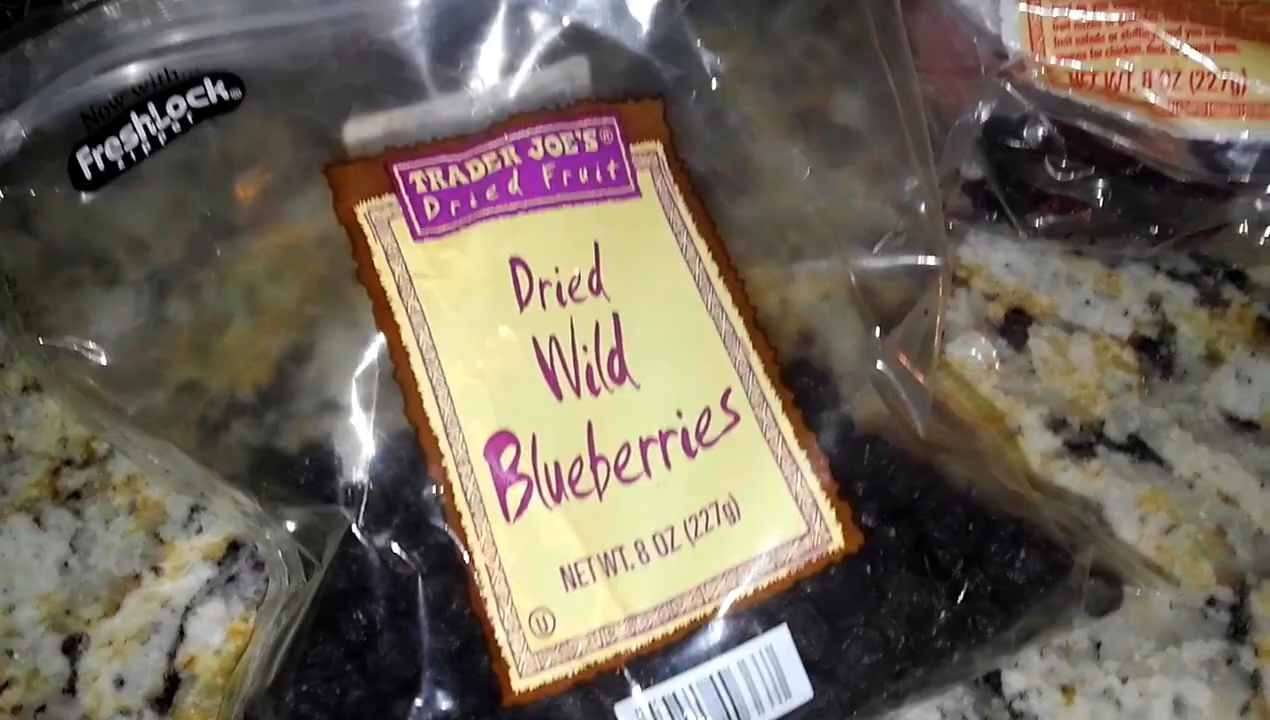 Now with
FreshLock®
ZIPPER
TRADER JOE'S®
Dried Fruit
Dried
Wild
Blueberries
NET WT. 8 OZ (227g)
U
NET WT. 8 OZ (227g)